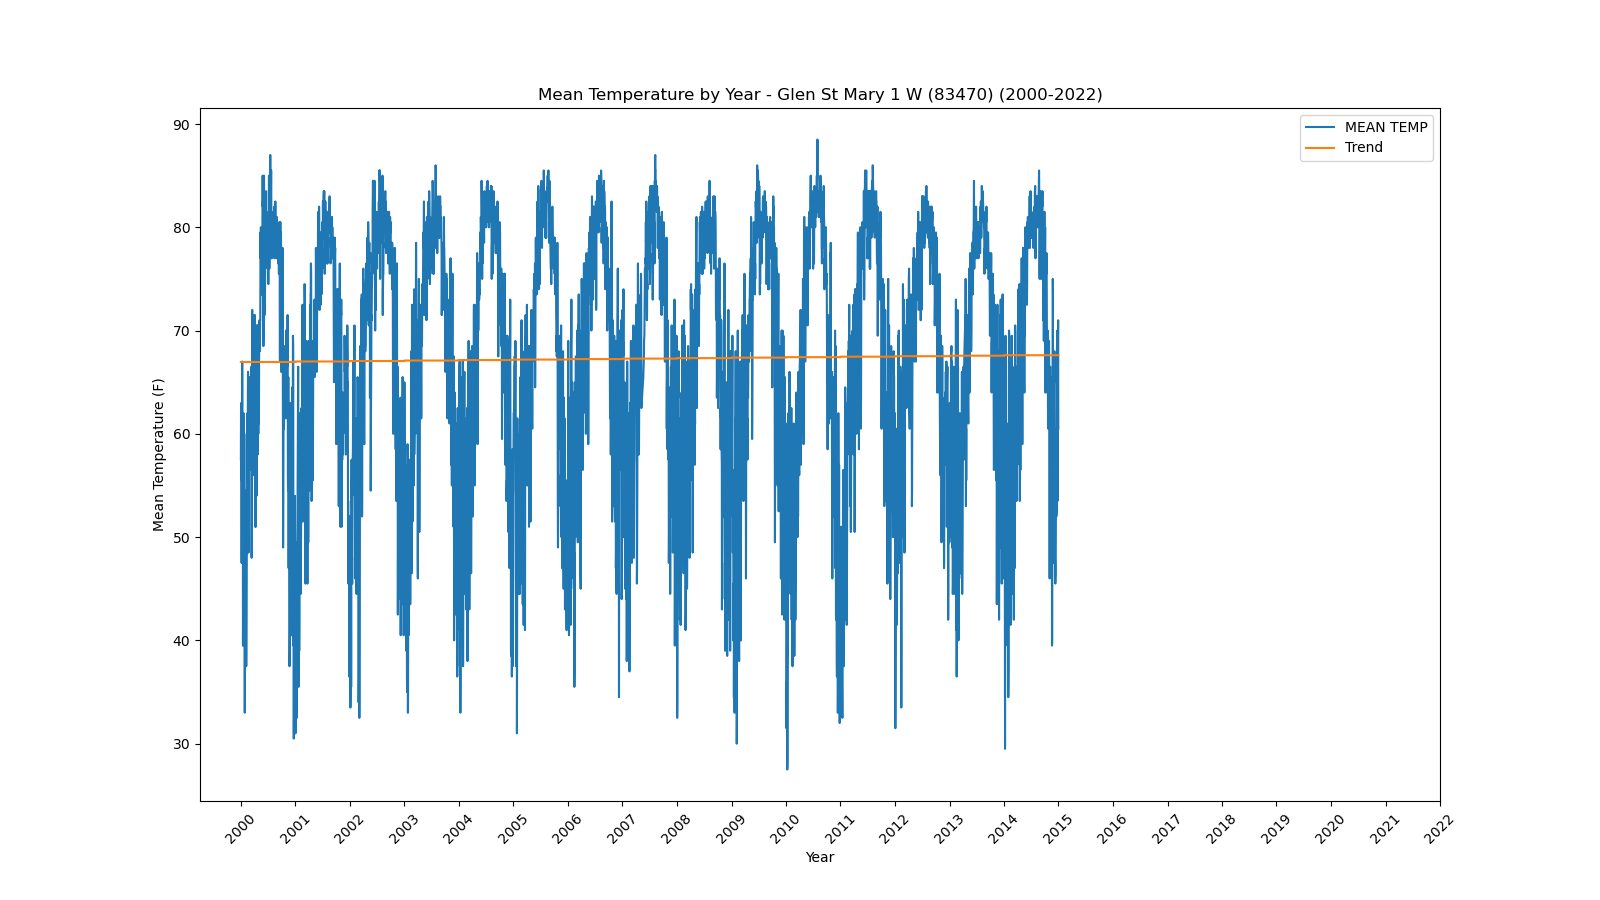 Mean Temperature by Year - Glen St Mary 1 W (83470) (2000-2022)
MEAN TEMP
Trend
Mean Temperature (F)
90
80
70
60
50
40
30
2000 2001 2002 2003 2004 2005 2006 2007 2008 2009 2010 2011 2012 2013 2014 2015 2016 2017 2018 2019 2020 2021 2022
Year